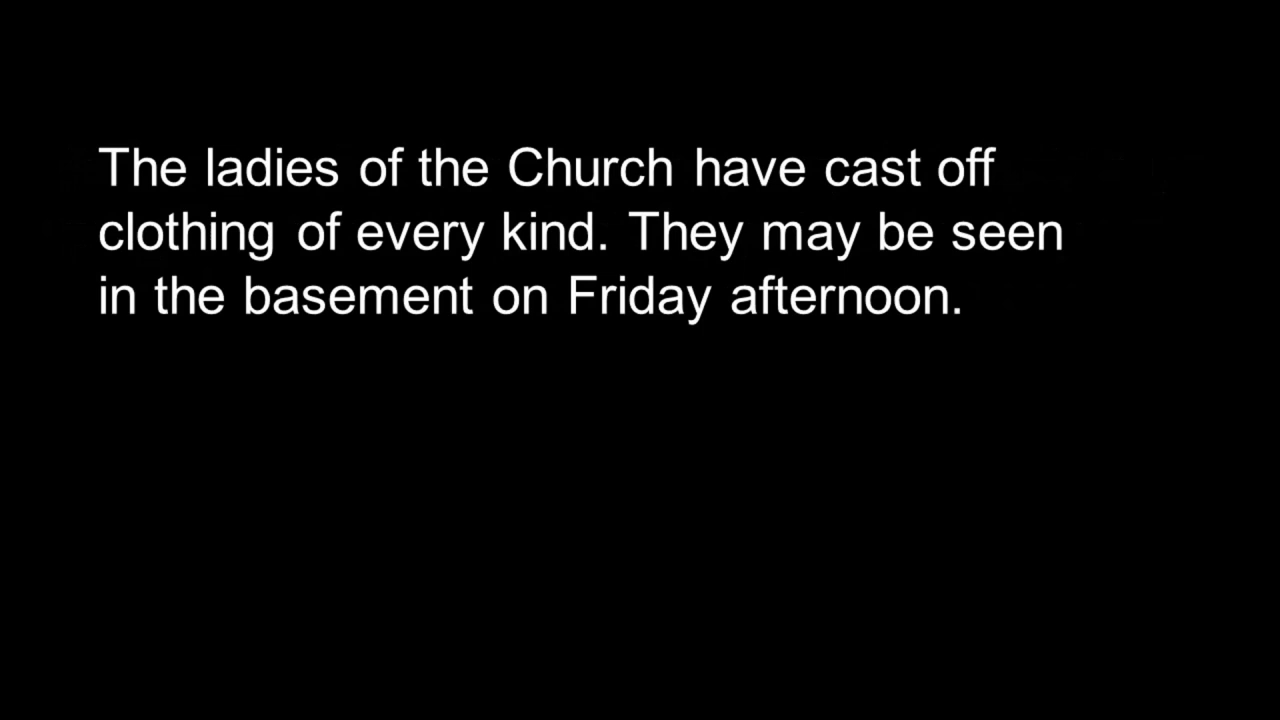 The ladies of the Church have cast off
clothing of every kind. They may be seen
in the basement on Friday afternoon.